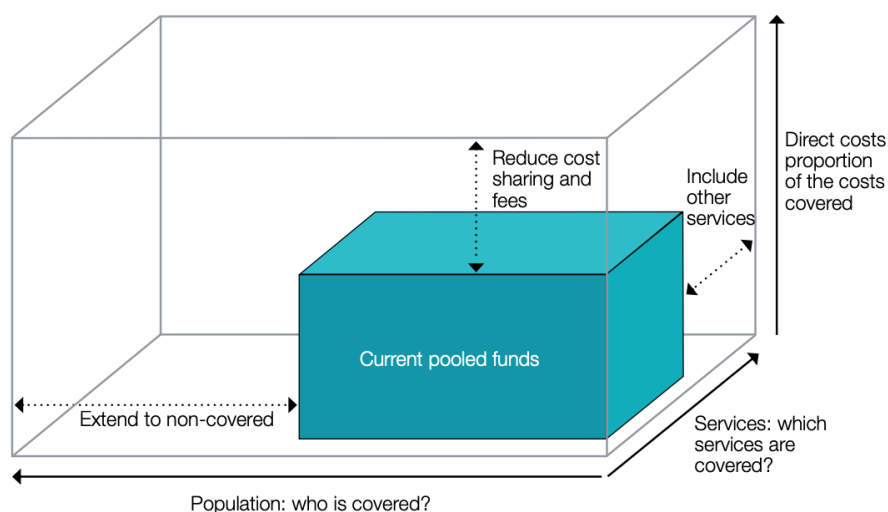 Reduce cost
sharing and
fees
Include
other
services
Direct costs
proportion
of the costs
covered
Current pooled funds
Extend to non-covered
Services: which
services are
covered?
Population: who is covered?